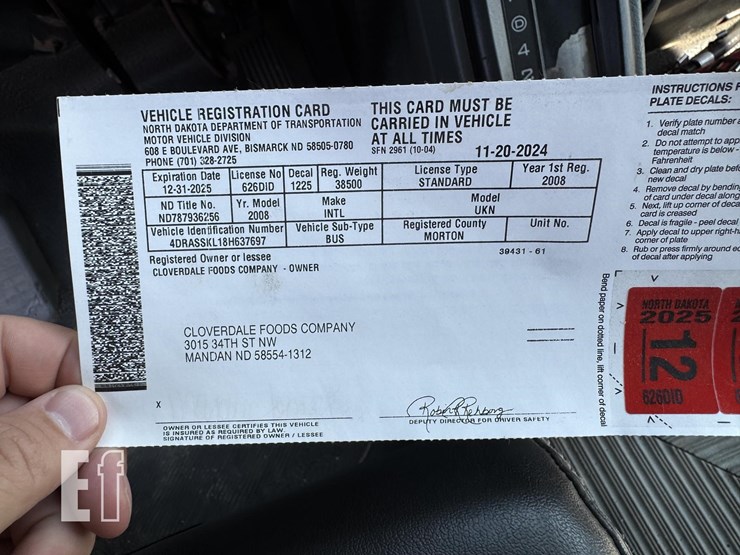 D
4
2
VEHICLE REGISTRATION CARD
NORTH DAKOTA DEPARTMENT OF TRANSPORTATION
MOTOR VEHICLE DIVISION
608 E BOULEVARD AVE, BISMARCK ND 58505-0780
PHONE (701) 328-2725
THIS CARD MUST BE
CARRIED IN VEHICLE
AT ALL TIMES
SFN 2961 (10-04) 11-20-2024
Expiration Date License No Decal Reg. Weight License Type Year 1st Reg.
12-31-2025 626DID 1225 38500 STANDARD 2008
ND Title No. Yr. Model Make Model
ND787936256 2008 INTL UKN
Vehicle Identification Number Vehicle Sub-Type Registered County Unit No.
4DRASSKL18H637697 BUS MORTON
Registered Owner or lessee 39431 - 61
CLOVERDALE FOODS COMPANY - OWNER
CLOVERDALE FOODS COMPANY
3015 34TH ST NW
MANDAN ND 58554-1312
X
OWNER OR LESSEE CERTIFIES THIS VEHICLE
IS INSURED AS REQUIRED BY LAW.
SIGNATURE OF REGISTERED OWNER / LESSEE
DEPUTY DIRECTOR FOR DRIVER SAFETY
INSTRUCTIONS
PLATE DECALS:
1. Verify plate number
decal match
2. Do not attempt to
temperature is below -
Fahrenheit
3. Clean and dry plate
new decal
4. Remove decal by
of card under decal along
5. Next, lift up corner of
card is creased
6. Decal is fragile - peel decal
7. Apply decal to upper
corner of plate
8. Rub or press firmly around
of decal after applying
Bend paper on dotted line, lift corner of decal
NORTH DAKOTA
2025
12
626DID
Ef